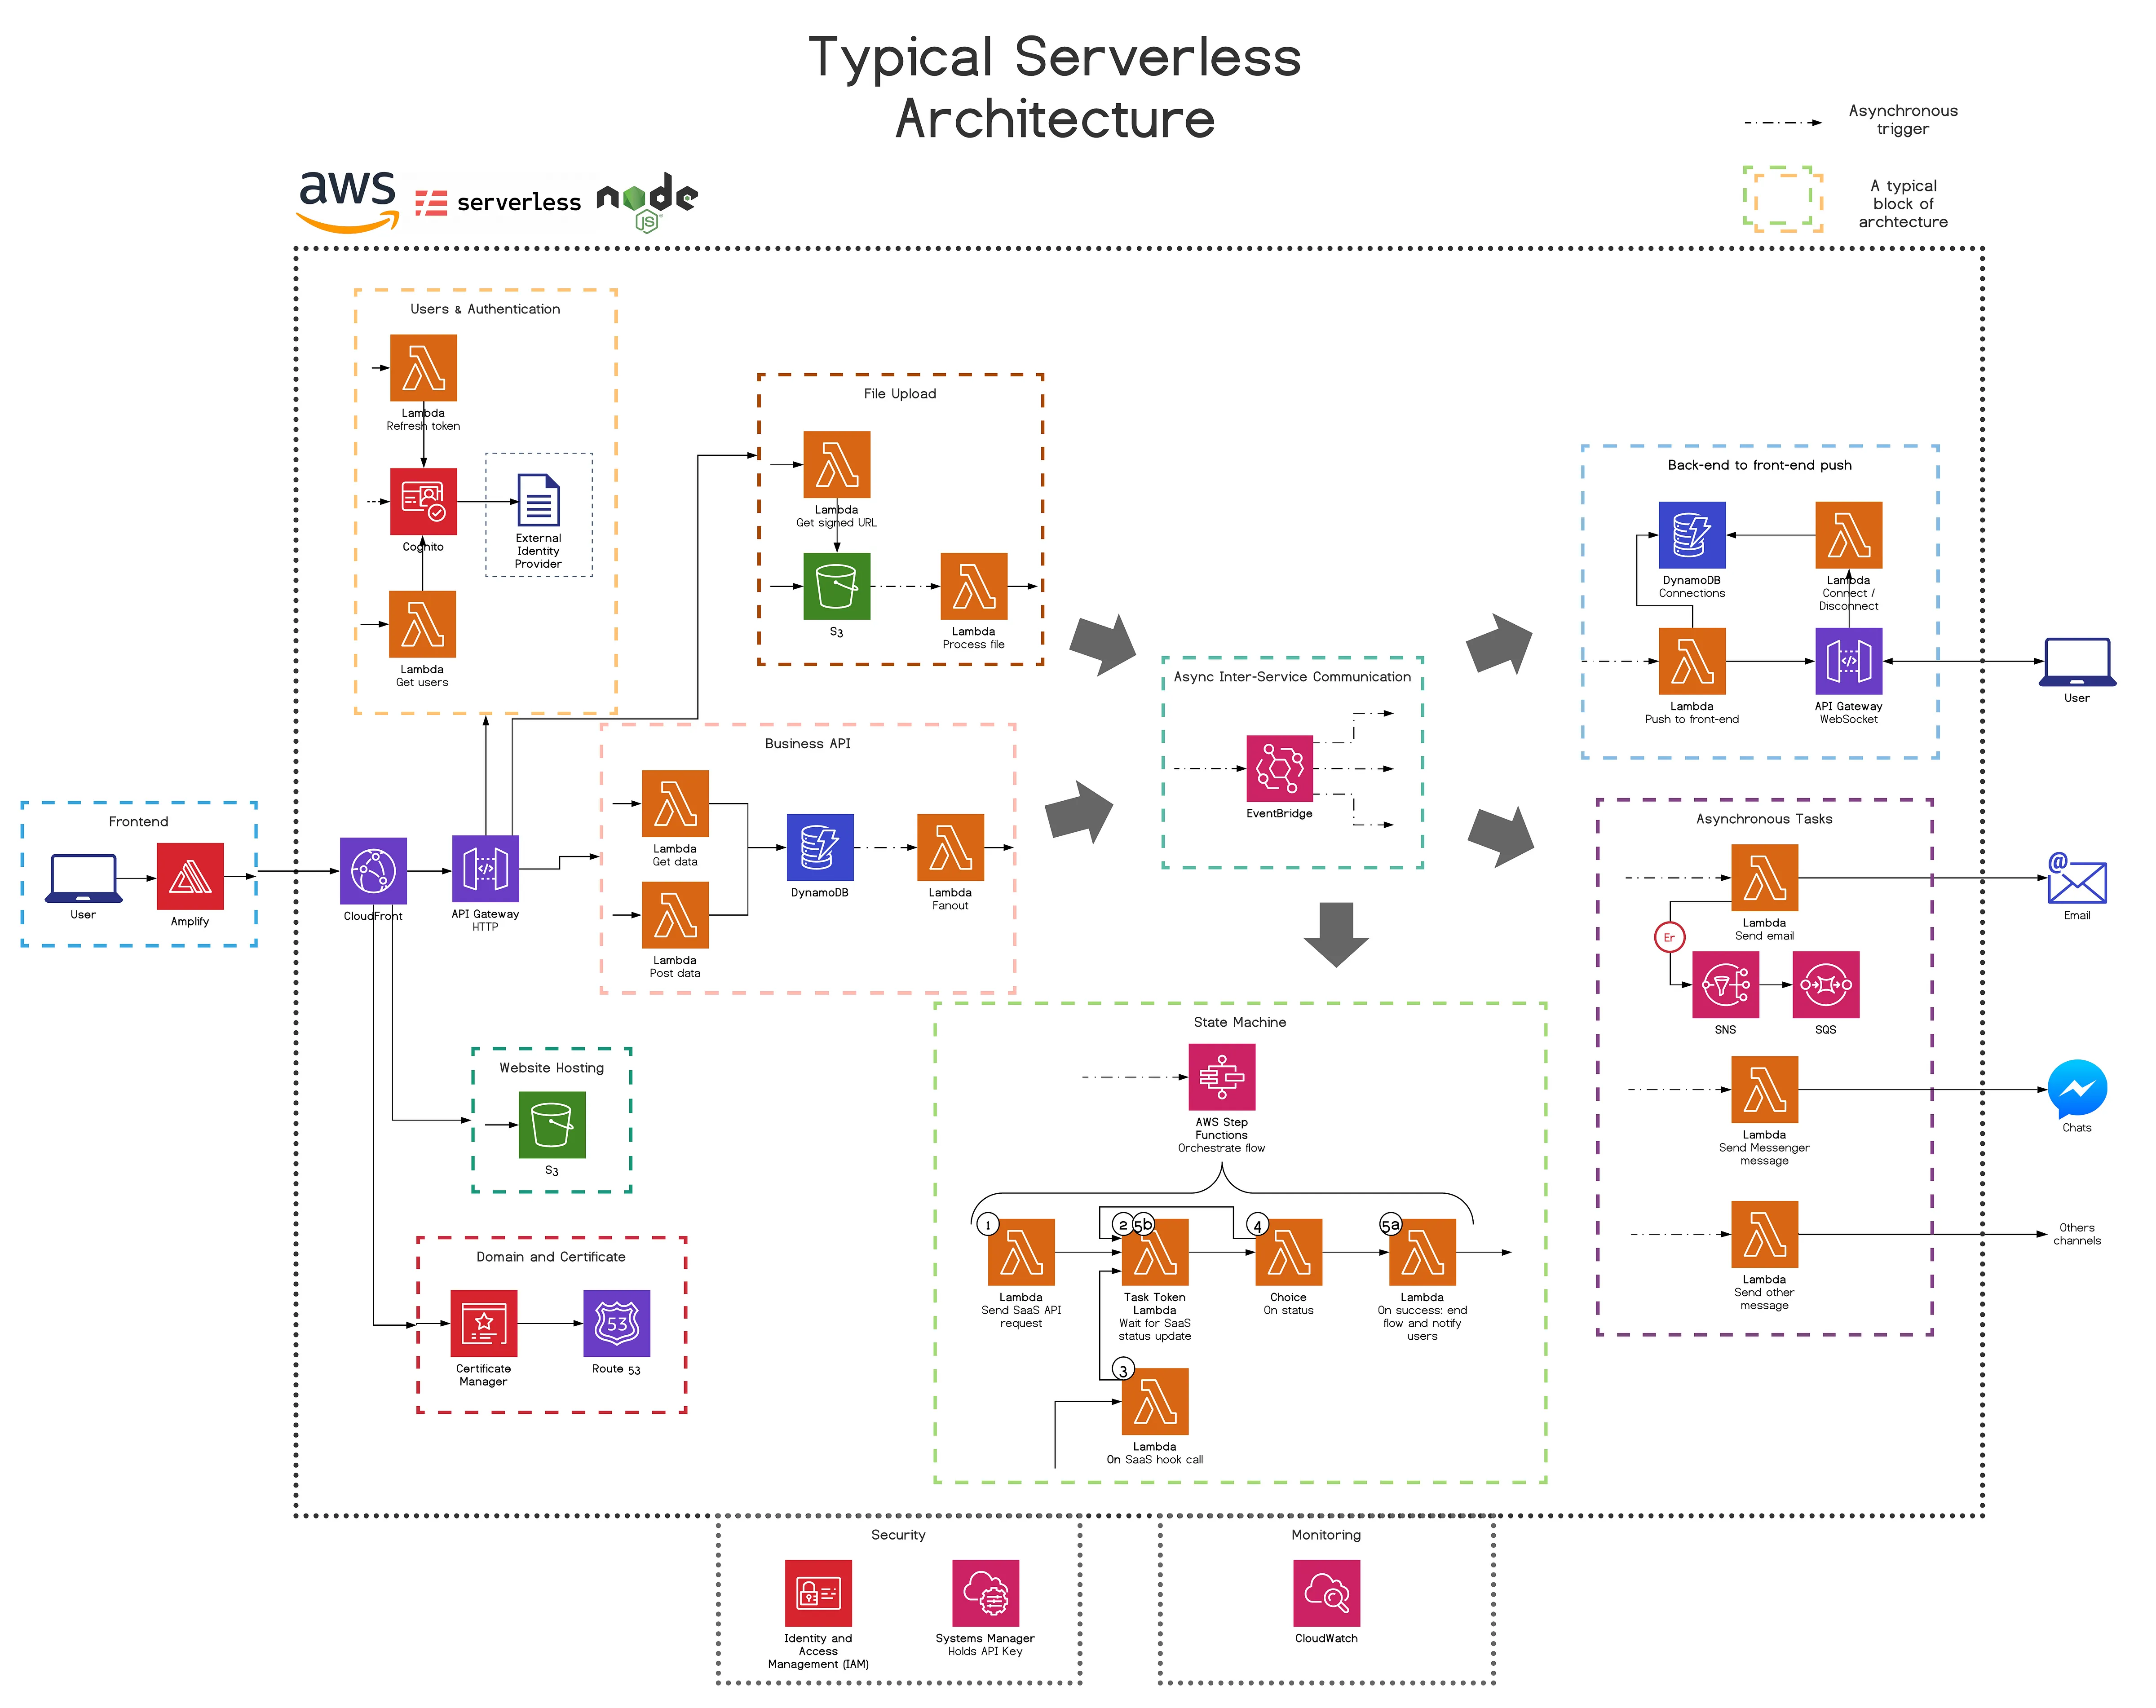 Typical Serverless
Architecture
Asynchronous
trigger
A typical
block of
archtecture
aws
serverless
node
JS
Users & Authentication
Lambda
Refresh token
Cognito
External
Identity
Provider
Lambda
Get users
File Upload
Lambda
Get signed URL
S3
Lambda
Process file
Back-end to front-end push
DynamoDB
Connections
Lambda
Connect /
Disconnect
Lambda
Push to front-end
API Gateway
WebSocket
User
Async Inter-Service Communication
EventBridge
Business API
Lambda
Get data
Lambda
Post data
DynamoDB
Lambda
Fanout
Frontend
User
Amplify
CloudFront
API Gateway
HTTP
Asynchronous Tasks
Lambda
Send email
Er
SNS
SQS
Lambda
Send Messenger
message
Lambda
Send other
message
@
Email
Chats
Others
channels
Website Hosting
S3
Domain and Certificate
Certificate
Manager
53
Route 53
State Machine
AWS Step
Functions
Orchestrate flow
1
Lambda
Send SaaS API
request
2
5b
Task Token
Lambda
Wait for SaaS
status update
4
Choice
On status
5a
Lambda
On success: end
flow and notify
users
3
Lambda
On SaaS hook call
Security
Identity and
Access
Management (IAM)
Systems Manager
Holds API Key
Monitoring
CloudWatch